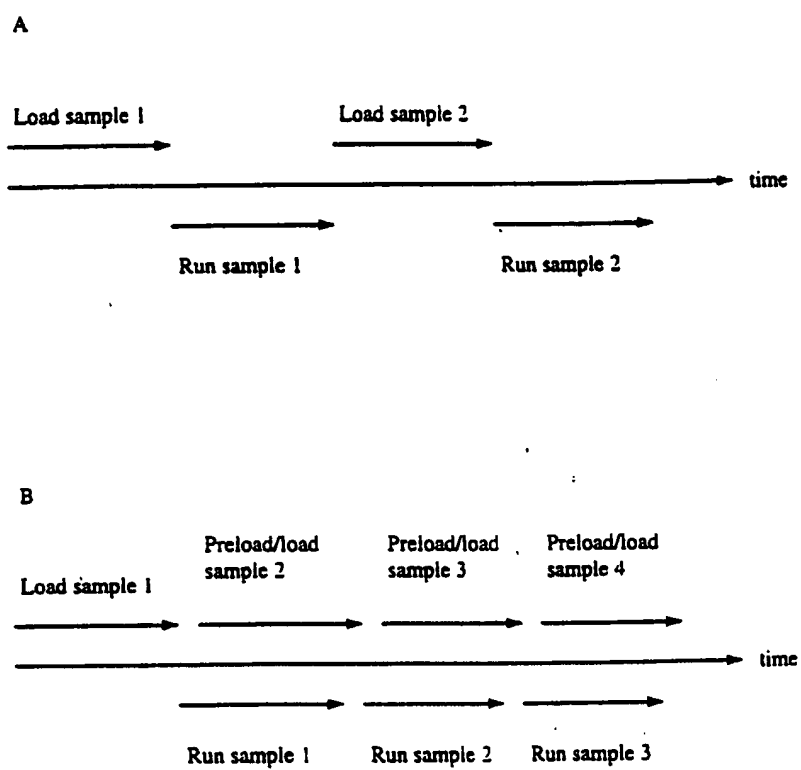 A
Load sample 1
Load sample 2
time
Run sample 1
Run sample 2
B
Preload/load
sample 2
Preload/load
sample 3
Preload/load
sample 4
Load sample 1
time
Run sample 1
Run sample 2
Run sample 3